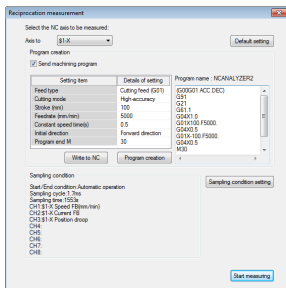 Reciprocation measurement
Select the NC axis to be measured:
Axis to $1-X
Default setting
Program creation
Send machining program
Setting item Details of setting
Feed type Cutting feed (G01)
Cutting mode High-accuracy
Stroke (mm) 100
Feedrate (mm/min) 5000
Constant speed time(s) 0.5
Initial direction Forward direction
Program end M 30
Program name : NCANALYZER2
(G00G01 ACC.DEC)
G91
G21
G61.1
G04X1.0
G01X100.F5000.
G04X0.5
G01X-100.F5000.
G04X0.5
M30
Write to NC
Program creation
Sampling condition
Start/End condition:Automatic operation
Sampling cycle:1.7ms
Sampling time:1553s
CH1:$1-X Speed FB(mm/min)
CH2:$1-X Current FB
CH3:$1-X Position droop
CH4:
CH5:
CH6:
CH7:
CH8:
Sampling condition setting
Start measuring